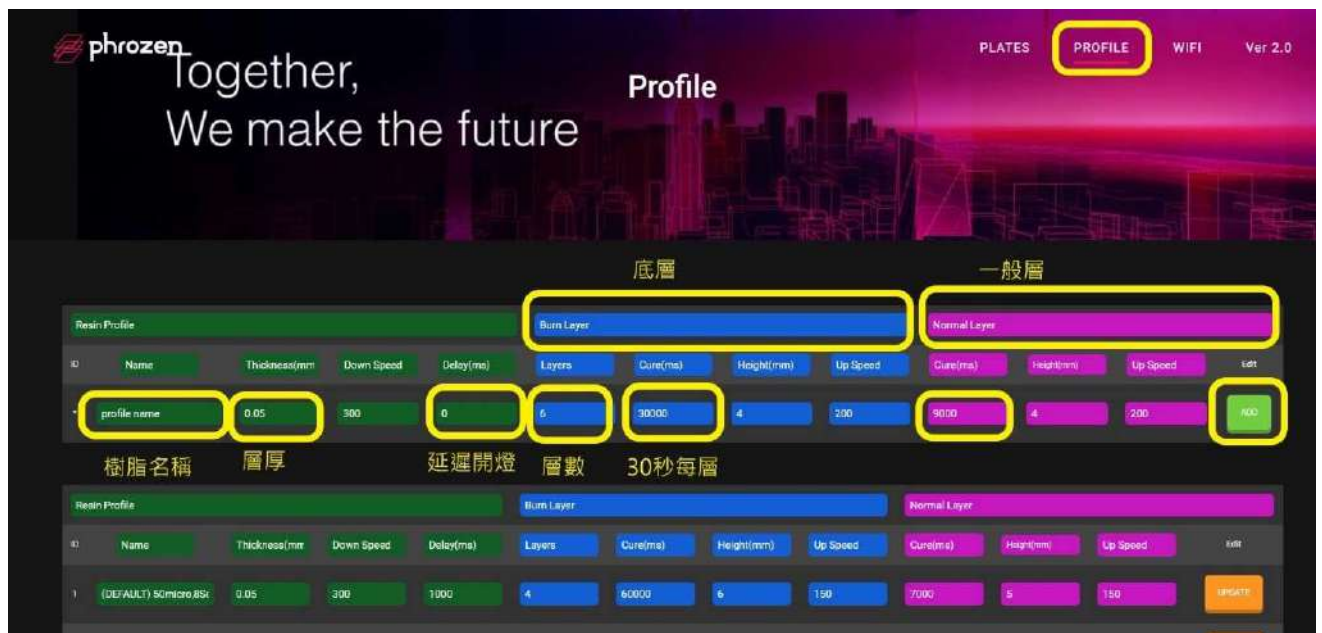 phrozen
PLATES PROFILE WIFI Ver 2.0
Together,
We make the future
Profile
底層 一般層
Resin Profile Burn Layer Normal Layer
ID Name Thickness(mm Down Speed Delay(ms) Layers Cure(ms) Height(mm) Up Speed Cure(ms) Height(mm) Up Speed Edit
* profile name 0.05 300 0 6 30000 4 200 9000 4 200 ADD
樹脂名稱 層厚 延遲開燈 層數 30秒每層
Resin Profile Burn Layer Normal Layer
ID Name Thickness(mm Down Speed Delay(ms) Layers Cure(ms) Height(mm) Up Speed Cure(ms) Height(mm) Up Speed Edit
1 (DEFAULT) 50micro,8S 0.05 300 1000 4 60000 6 150 7000 5 150 UPDATE